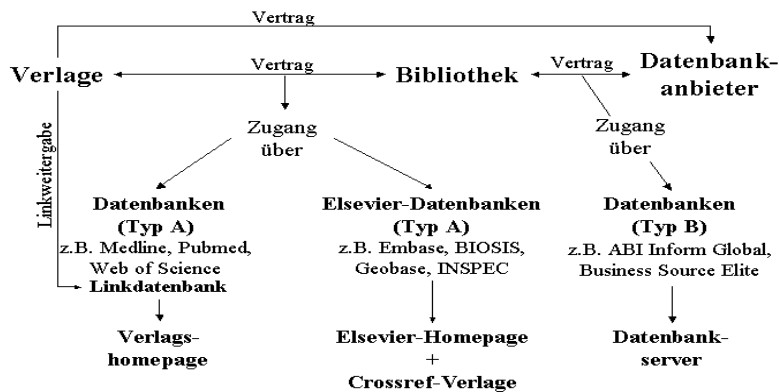 Vertrag
Verlage
Vertrag
Bibliothek
Vertrag
Datenbank-
anbieter
Linkweitergabe
Zugang
über
Zugang
über
Datenbanken
(Typ A)
z.B. Medline, Pubmed,
Web of Science
Linkdatenbank
Elsevier-Datenbanken
(Typ A)
z.B. Embase, BIOSIS,
Geobase, INSPEC
Datenbanken
(Typ B)
z.B. ABI Inform Global,
Business Source Elite
Verlags-
homepage
Elsevier-Homepage
+
Crossref-Verlage
Datenbank-
server